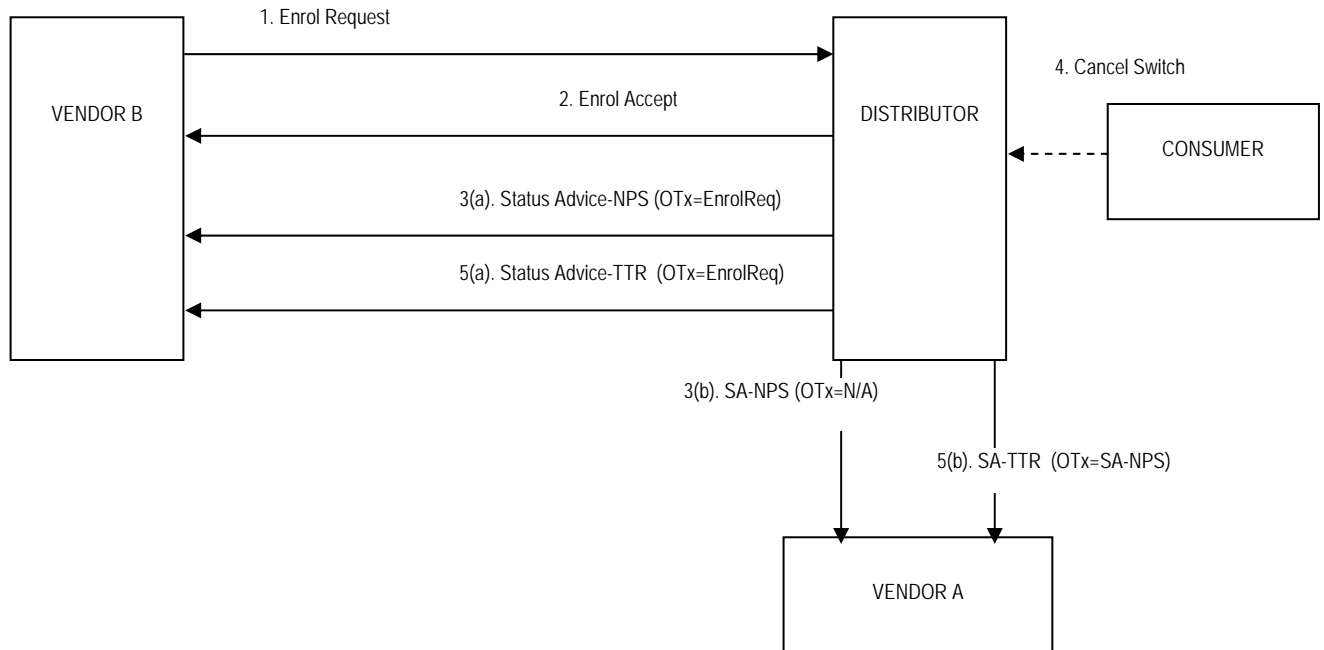 1. Enrol Request
4. Cancel Switch
2. Enrol Accept
VENDOR B
DISTRIBUTOR
CONSUMER
3(a). Status Advice-NPS (OTx=EnrolReq)
5(a). Status Advice-TTR (OTx=EnrolReq)
3(b). SA-NPS (OTx=N/A)
5(b). SA-TTR (OTx=SA-NPS)
VENDOR A